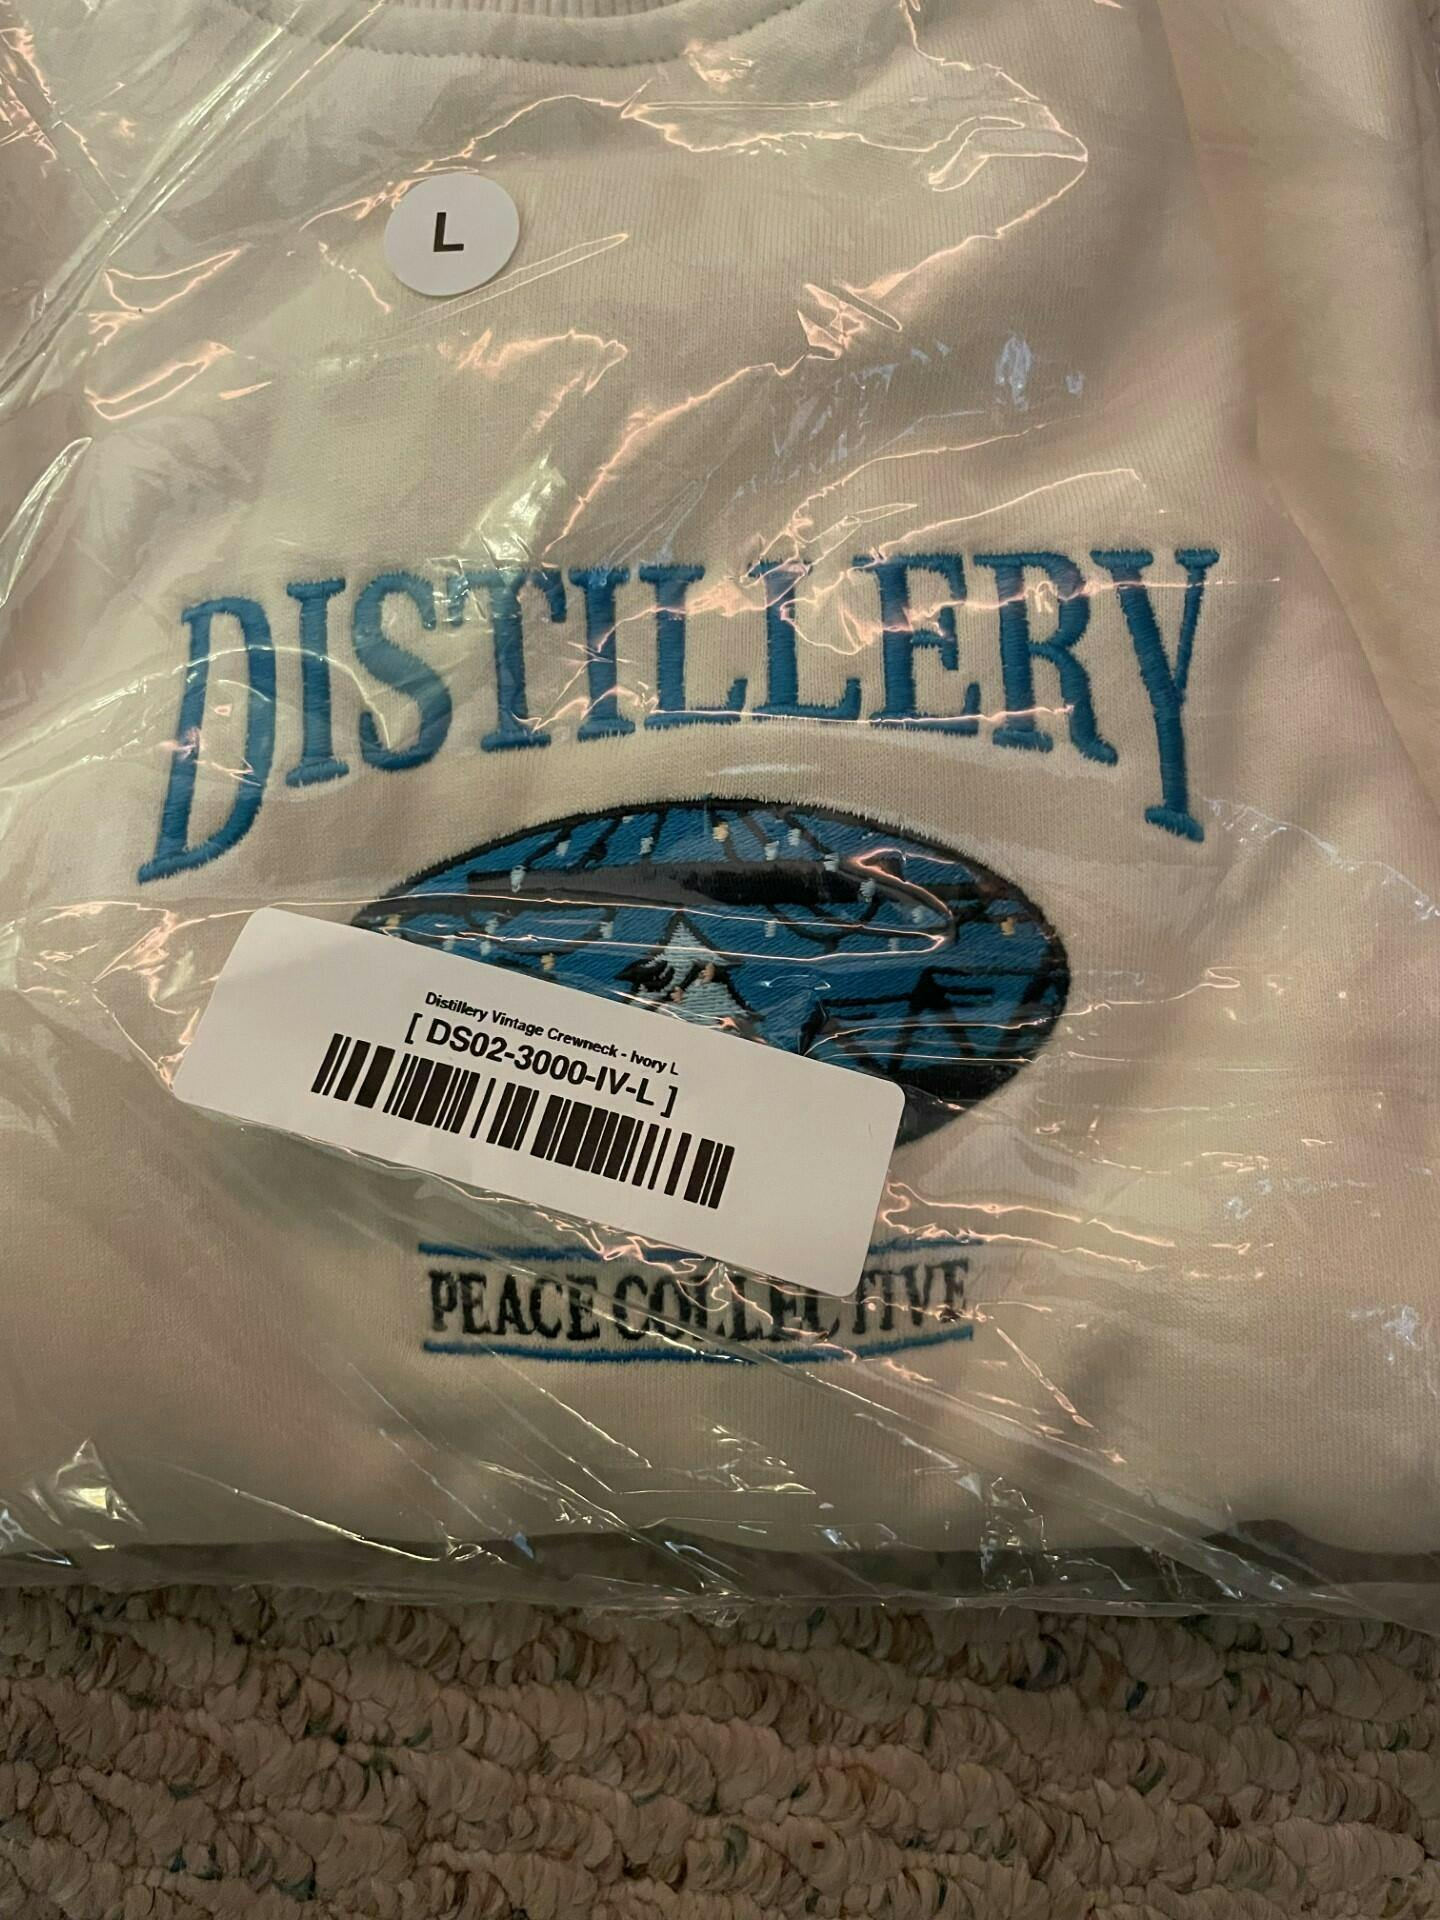 L
DISTILLERY
Distillery Vintage Crewneck - Ivory L
[ DS02-3000-IV-L ]
PEACE COLLECTIVE